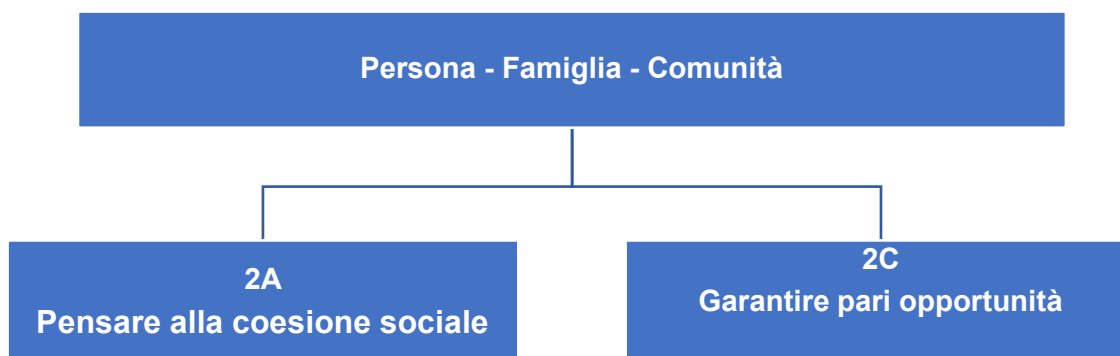 Persona - Famiglia - Comunità
2A
Pensare alla coesione sociale
2C
Garantire pari opportunità